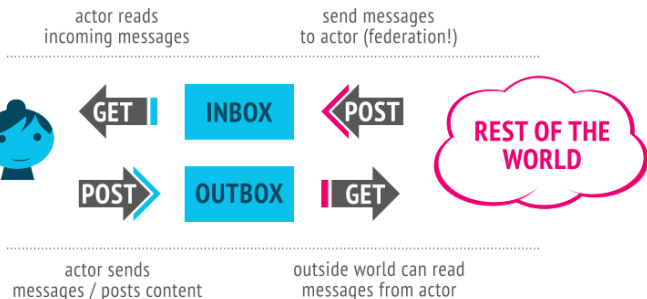 actor reads
incoming messages
send messages
to actor (federation!)
GET
INBOX
POST
REST OF THE
WORLD
POST
OUTBOX
GET
actor sends
messages / posts content
outside world can read
messages from actor